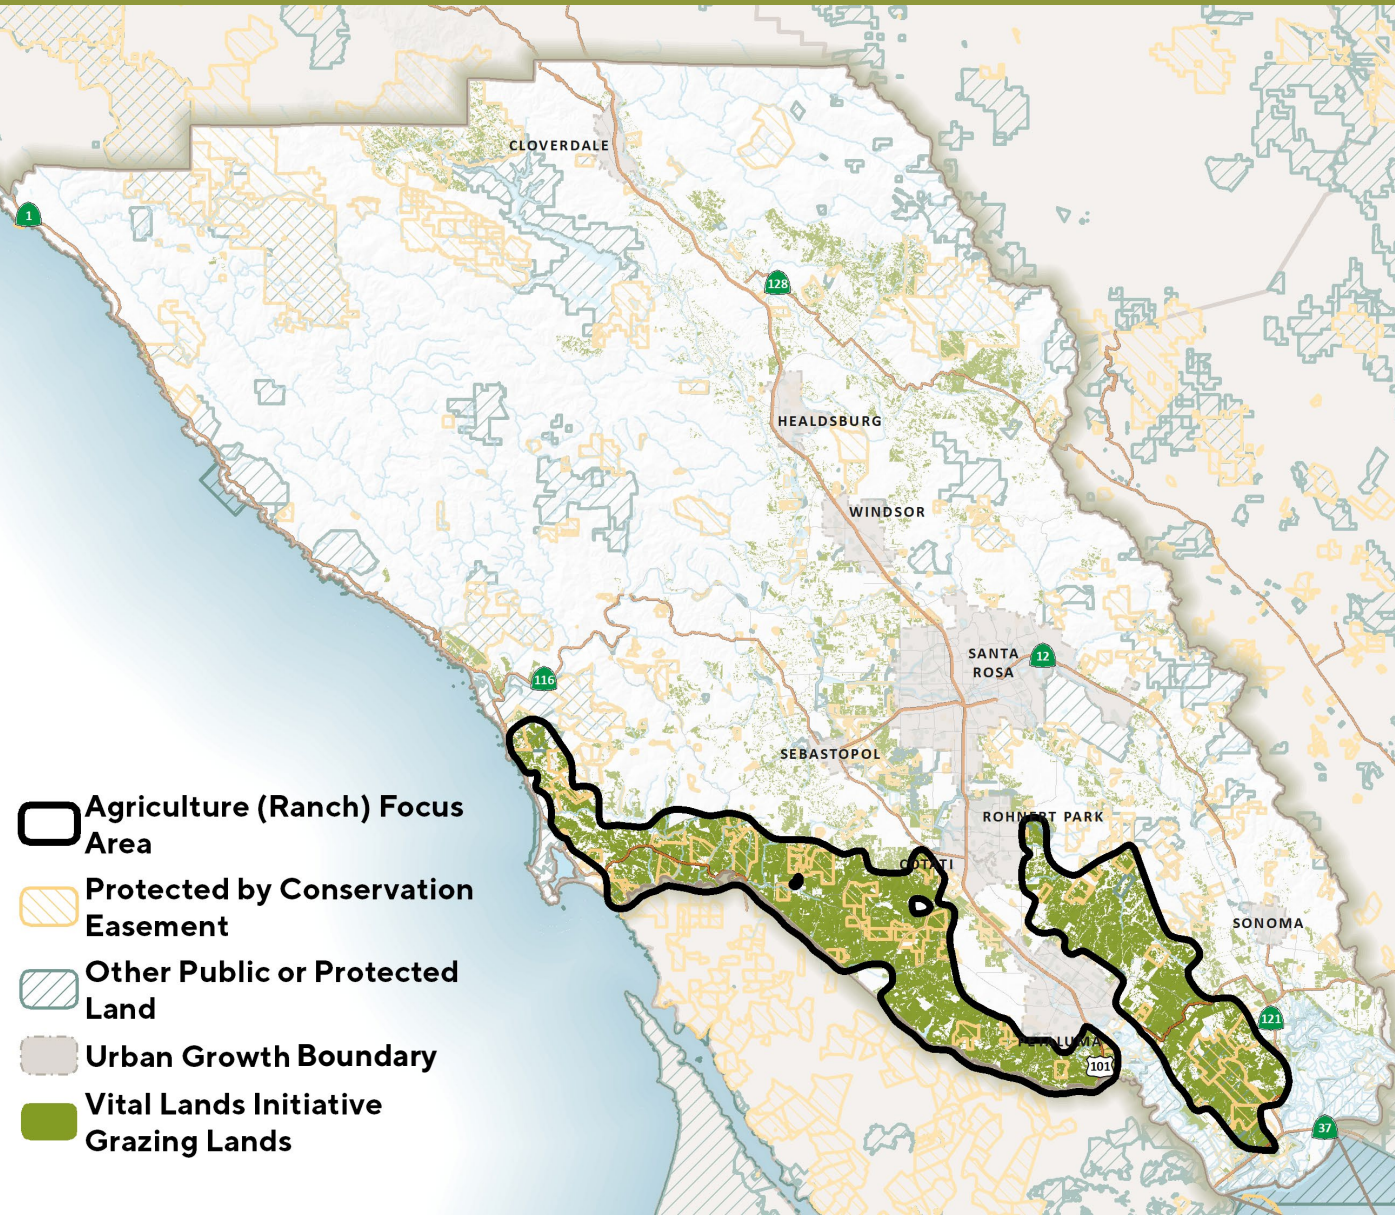 CLOVERDALE
1
128
HEALDSBURG
WINDSOR
SANTA
ROSA
12
116
SEBASTOPOL
ROHNERT PARK
COTATI
SONOMA
121
PETALUMA
101
37
Agriculture (Ranch) Focus
Area
Protected by Conservation
Easement
Other Public or Protected
Land
Urban Growth Boundary
Vital Lands Initiative
Grazing Lands